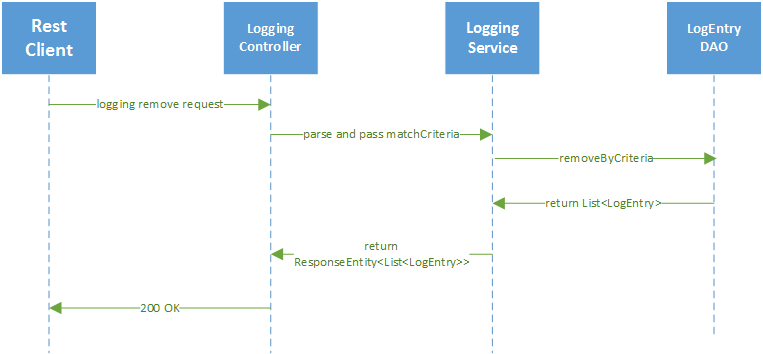 Rest
Client
Logging
Controller
Logging
Service
LogEntry
DAO
logging remove request
parse and pass matchCriteria
removeByCriteria
return List<LogEntry>
return
ResponseEntity<List<LogEntry>>
200 OK